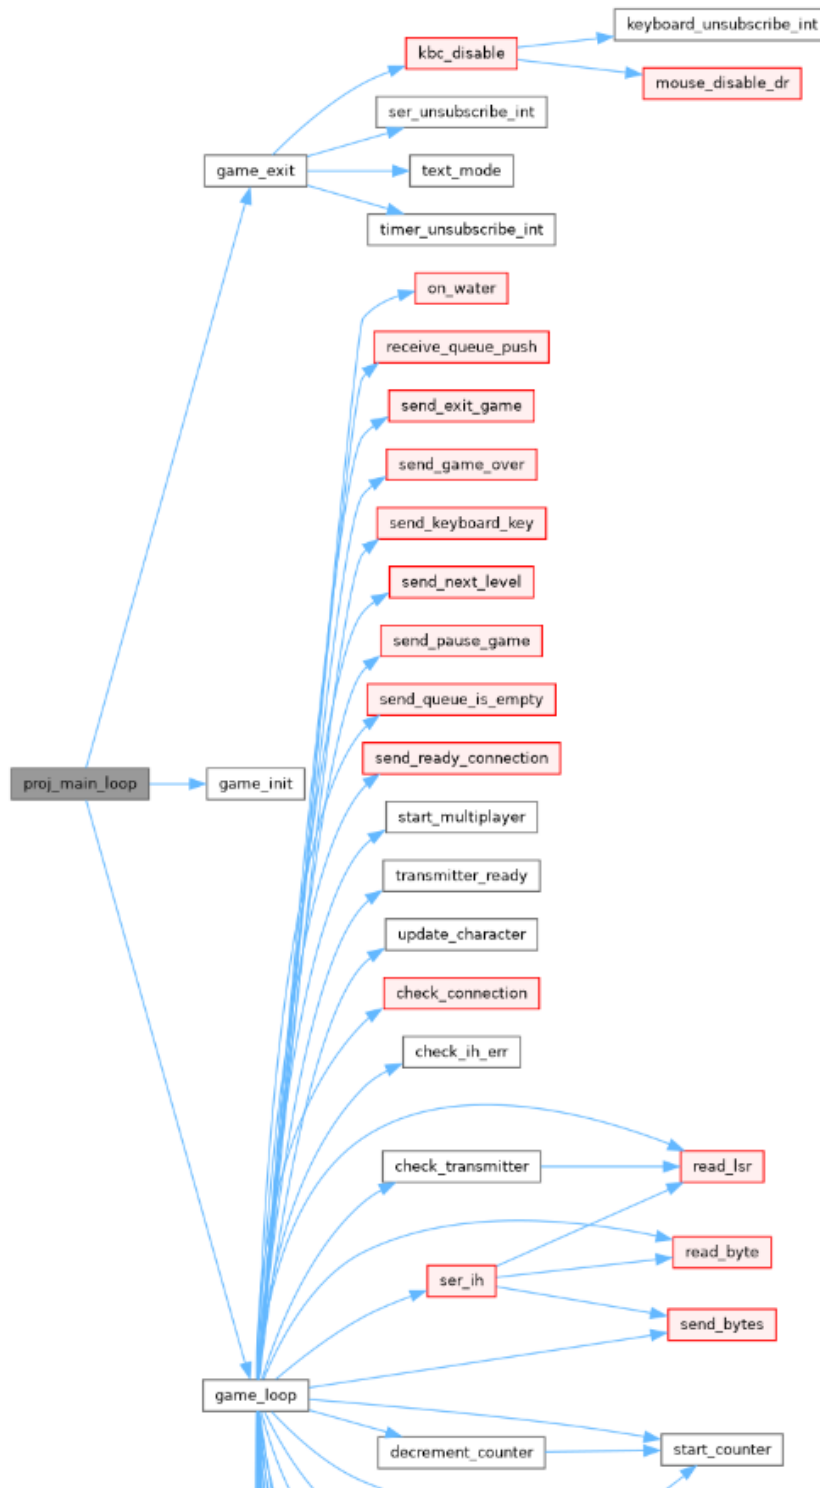 keyboard_unsubscribe_int
kbc_disable
mouse_disable_dr
ser_unsubscribe_int
game_exit
text_mode
timer_unsubscribe_int
on_water
receive_queue_push
send_exit_game
send_game_over
send_keyboard_key
send_next_level
send_pause_game
send_queue_is_empty
send_ready_connection
proj_main_loop
game_init
start_multiplayer
transmitter_ready
update_character
check_connection
check_ih_err
check_transmitter
read_lsr
read_byte
ser_ih
send_bytes
game_loop
decrement_counter
start_counter